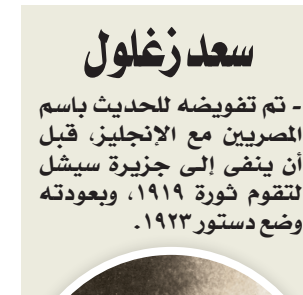 سعد زغلول
- تم تفويضه للحديث باسم
المصريين مع الإنجليز، قبل
أن ينفى إلى جزيرة سيشل
لتقوم ثورة ١٩١٩، وبعودته
وضع دستور ١٩٢٣.